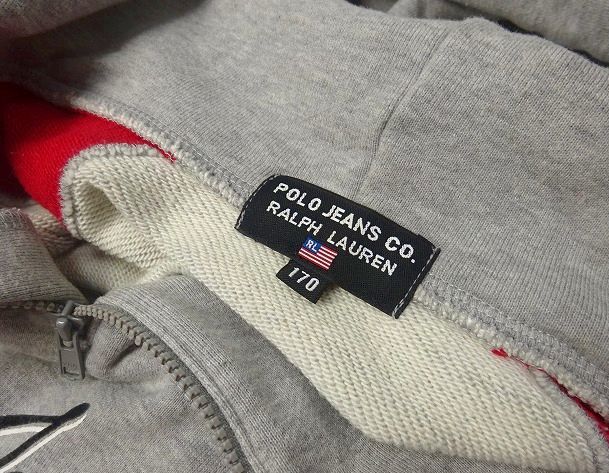 POLO JEANS CO.
RALPH LAUREN
RL
170